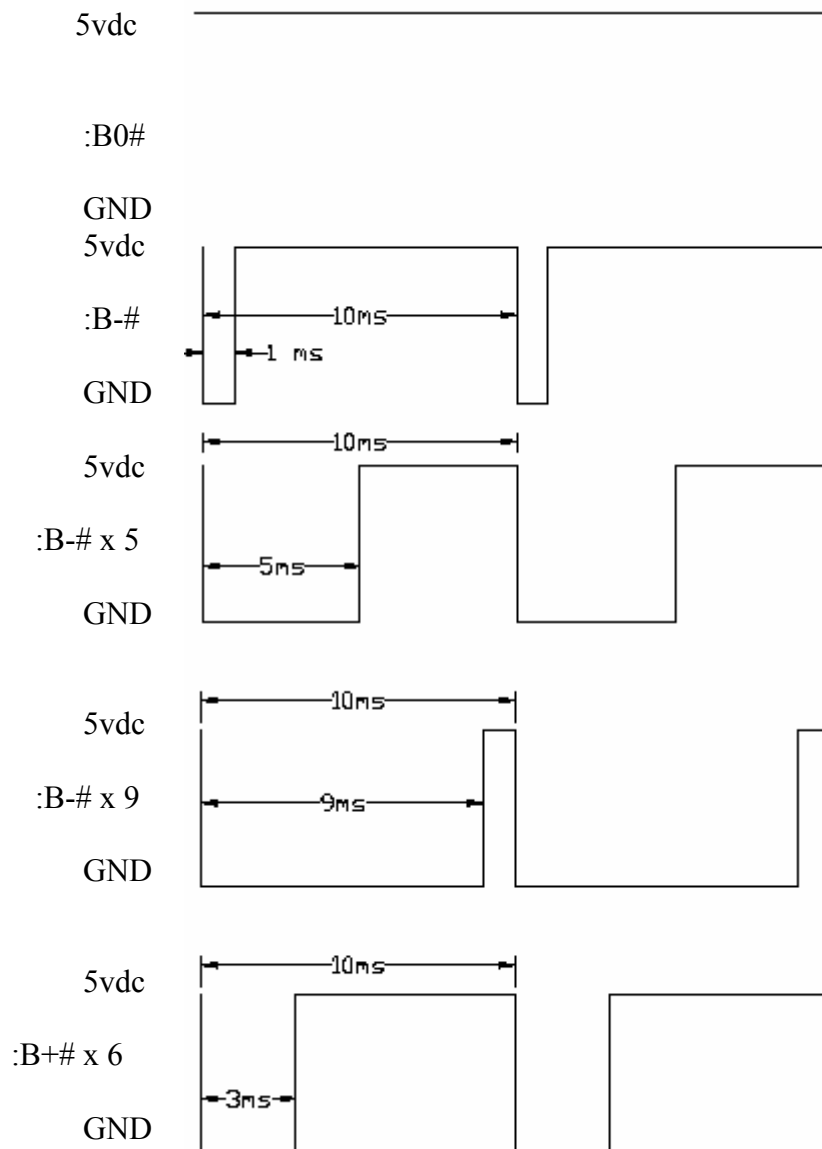 5vdc
:B0#
GND
5vdc
:B-#
10ms
1 ms
GND
10ms
5vdc
:B-# x 5
5ms
GND
10ms
5vdc
:B-# x 9
9ms
GND
10ms
5vdc
:B+# x 6
3ms
GND